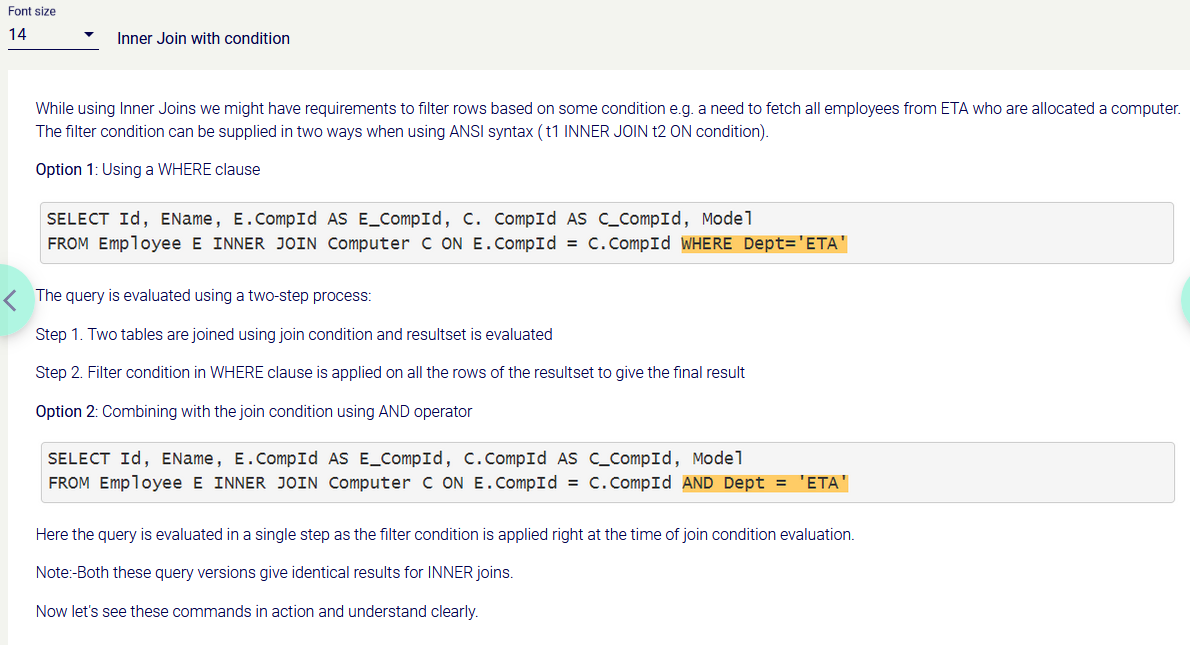 Font size
14
Inner Join with condition
While using Inner Joins we might have requirements to filter rows based on some condition e.g. a need to fetch all employees from ETA who are allocated a computer.
The filter condition can be supplied in two ways when using ANSI syntax ( t1 INNER JOIN t2 ON condition).
Option 1: Using a WHERE clause
SELECT Id, EName, E.CompId AS E_CompId, C. CompId AS C_CompId, Model
FROM Employee E INNER JOIN Computer C ON E.CompId = C.CompId WHERE Dept='ETA'
The query is evaluated using a two-step process:
Step 1. Two tables are joined using join condition and resultset is evaluated
Step 2. Filter condition in WHERE clause is applied on all the rows of the resultset to give the final result
Option 2: Combining with the join condition using AND operator
SELECT Id, EName, E.CompId AS E_CompId, C.CompId AS C_CompId, Model
FROM Employee E INNER JOIN Computer C ON E.CompId = C.CompId AND Dept = 'ETA'
Here the query is evaluated in a single step as the filter condition is applied right at the time of join condition evaluation.
Note:-Both these query versions give identical results for INNER joins.
Now let's see these commands in action and understand clearly.